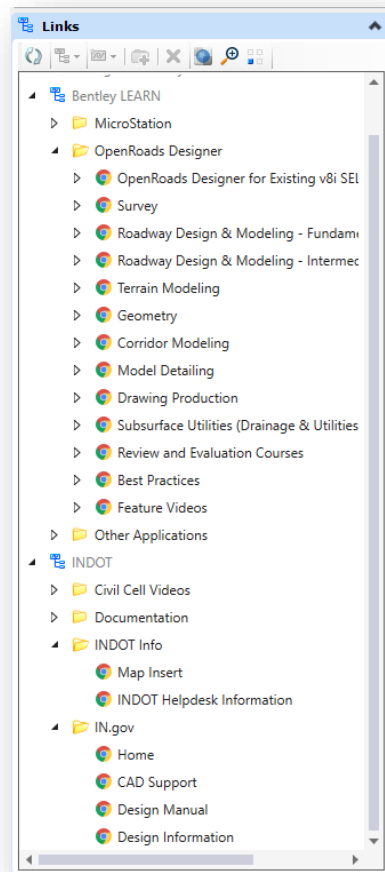 Links
Bentley LEARN
MicroStation
OpenRoads Designer
OpenRoads Designer for Existing v8i SEL
Survey
Roadway Design & Modeling - Fundam
Roadway Design & Modeling - Intermed
Terrain Modeling
Geometry
Corridor Modeling
Model Detailing
Drawing Production
Subsurface Utilities (Drainage & Utilities
Review and Evaluation Courses
Best Practices
Feature Videos
Other Applications
INDOT
Civil Cell Videos
Documentation
INDOT Info
Map Insert
INDOT Helpdesk Information
IN.gov
Home
CAD Support
Design Manual
Design Information